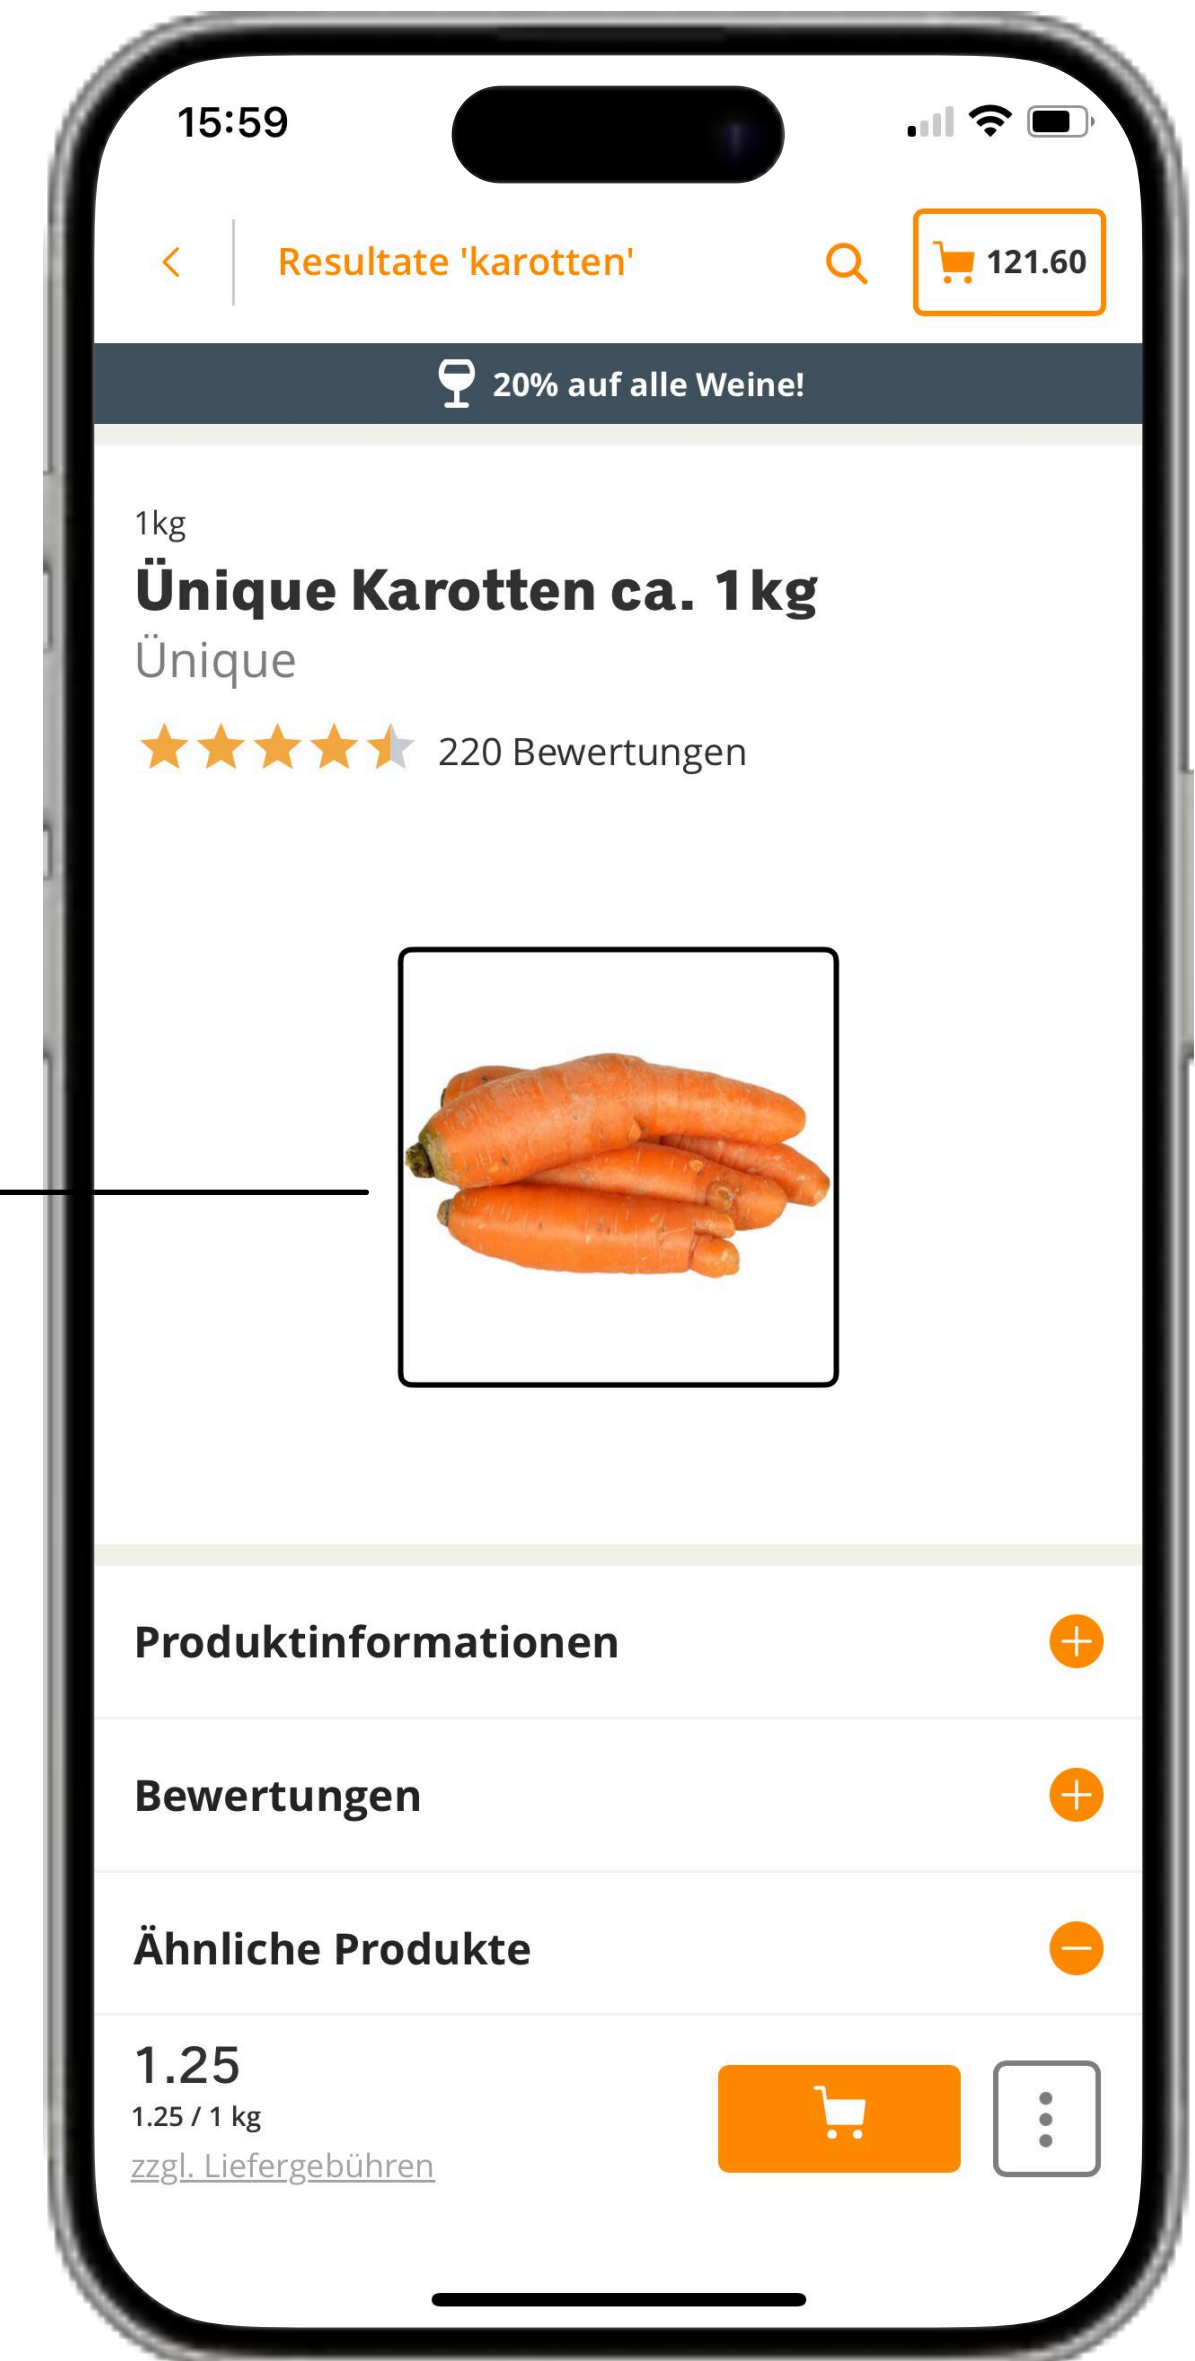 15:59
Resultate 'karotten'
121.60
20% auf alle Weine!
1kg
Ünique Karotten ca. 1kg
Ünique
220 Bewertungen
Produktinformationen
Bewertungen
Ähnliche Produkte
1.25
1.25 / 1 kg
zzgl. Liefergebühren